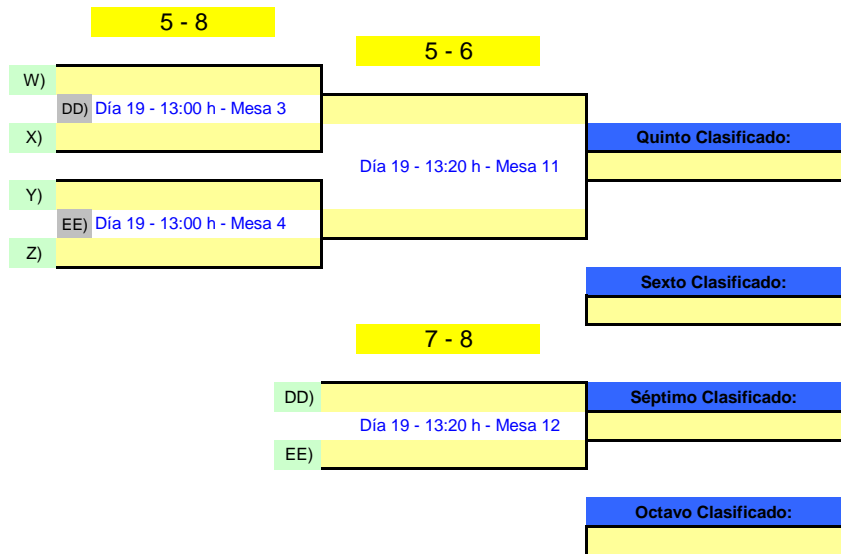 5 - 8
5 - 6
W)
DD) Día 19 - 13:00 h - Mesa 3
X)
Quinto Clasificado:
Día 19 - 13:20 h - Mesa 11
Y)
EE) Día 19 - 13:00 h - Mesa 4
Z)
Sexto Clasificado:
7 - 8
DD)
Séptimo Clasificado:
Día 19 - 13:20 h - Mesa 12
EE)
Octavo Clasificado: